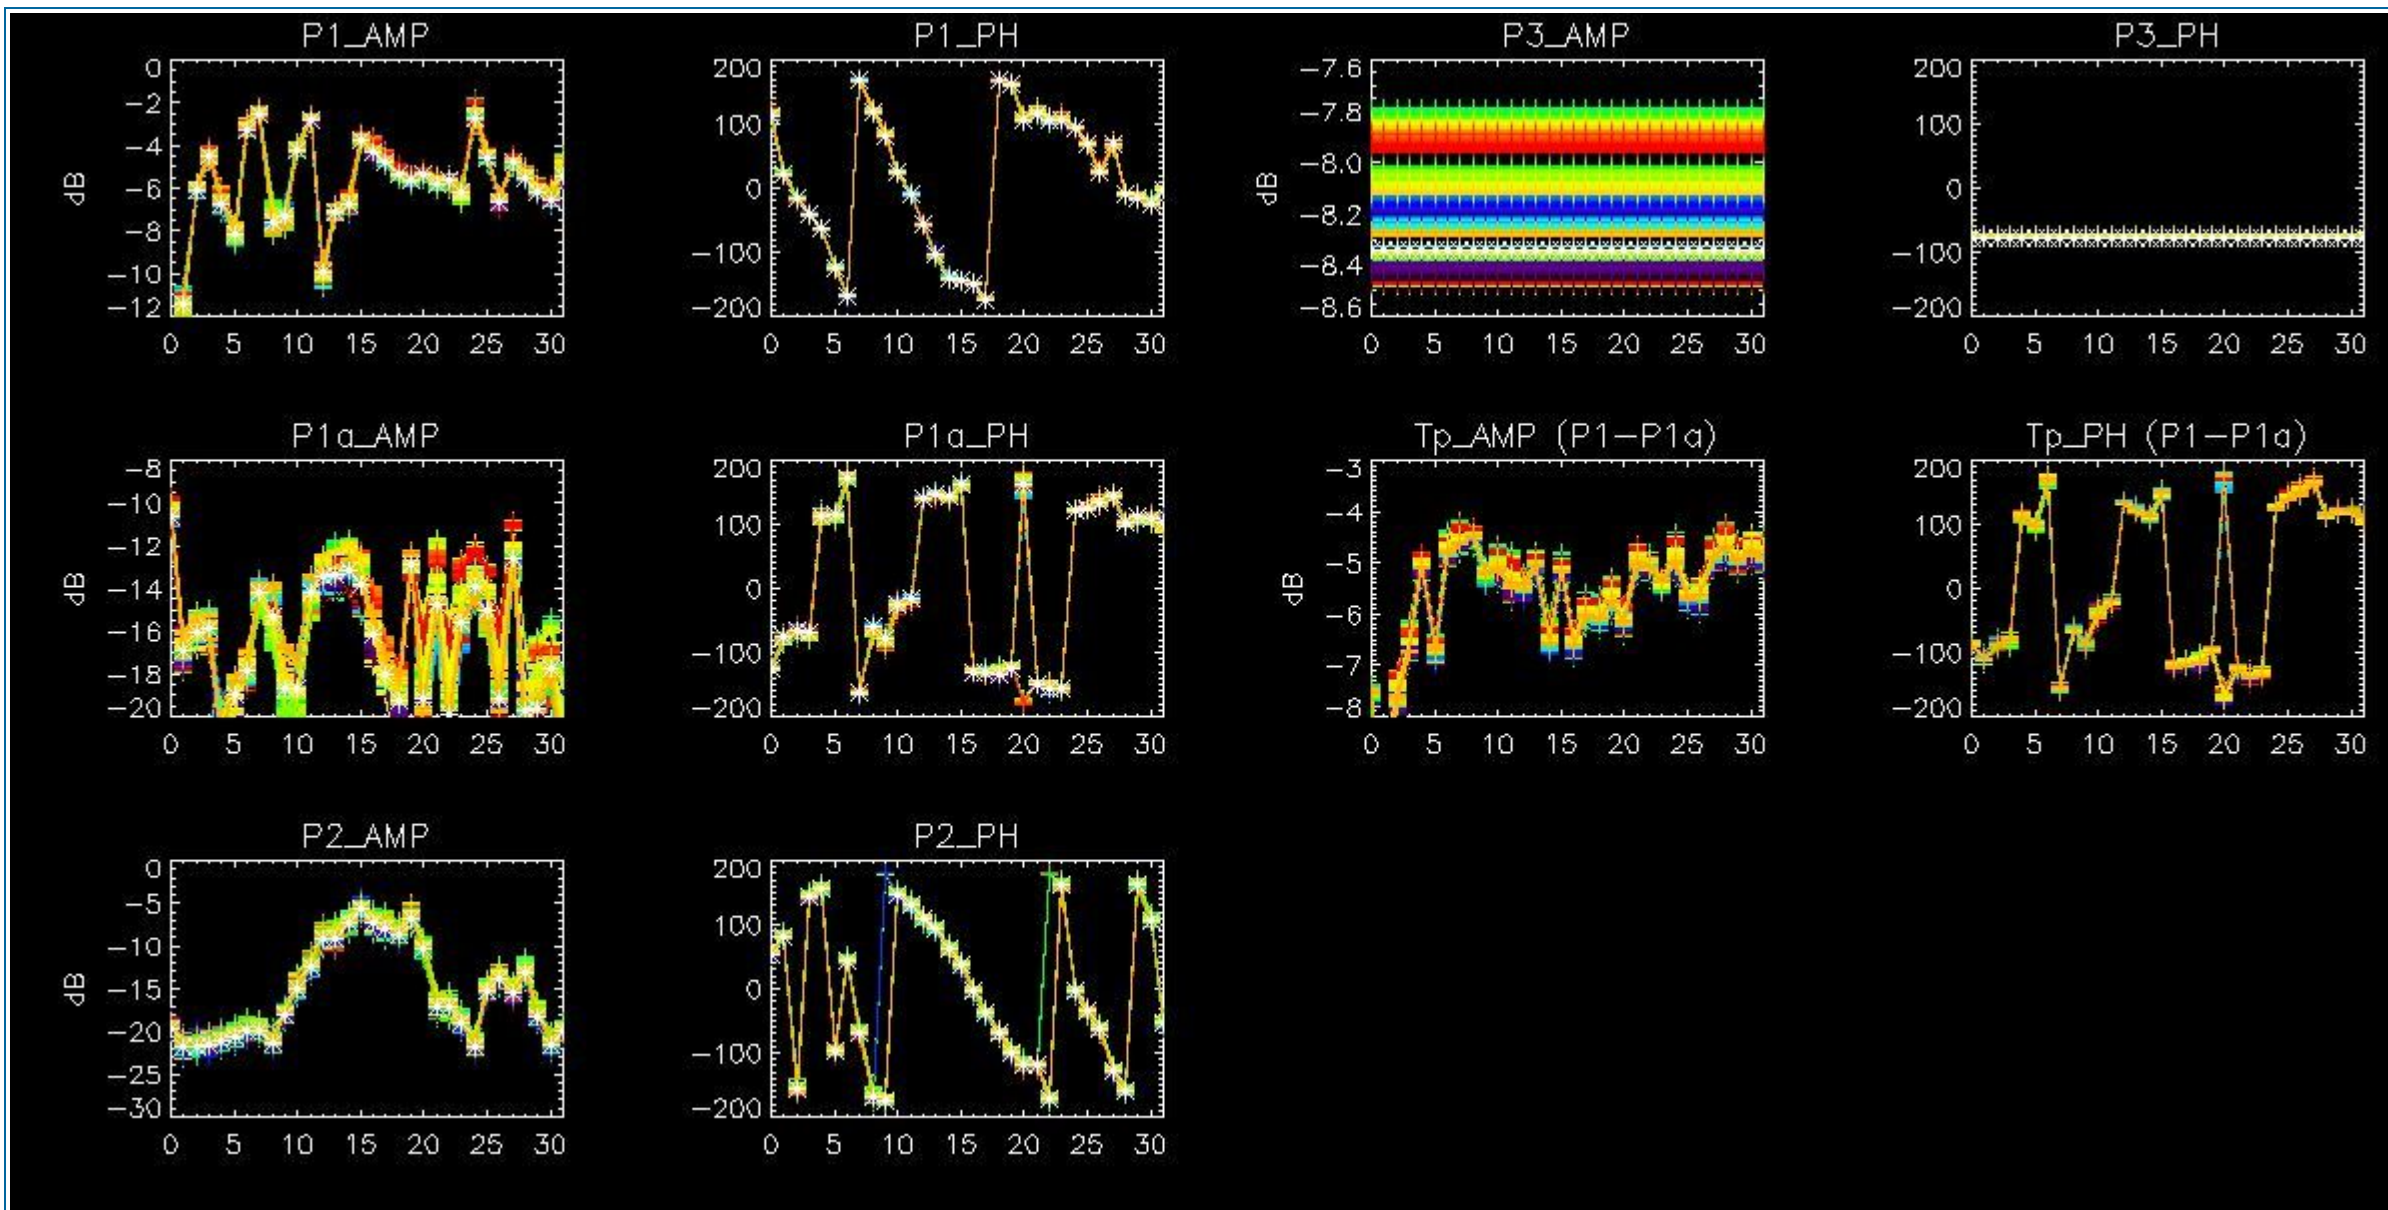 P1_AMP
0
−2
−4
−6
−8
−10
−12
dB
0 5 10 15 20 25 30
P1_PH
200
100
0
−100
−200
0 5 10 15 20 25 30
P3_AMP
−7.6
−7.8
−8.0
−8.2
−8.4
−8.6
dB
0 5 10 15 20 25 30
P3_PH
200
100
0
−100
−200
0 5 10 15 20 25 30
P1a_AMP
−8
−10
−12
−14
−16
−18
−20
dB
0 5 10 15 20 25 30
P1a_PH
200
100
0
−100
−200
0 5 10 15 20 25 30
Tp_AMP (P1−P1a)
−3
−4
−5
−6
−7
−8
dB
0 5 10 15 20 25 30
Tp_PH (P1−P1a)
200
100
0
−100
−200
0 5 10 15 20 25 30
P2_AMP
0
−5
−10
−15
−20
−25
−30
dB
0 5 10 15 20 25 30
P2_PH
200
100
0
−100
−200
0 5 10 15 20 25 30